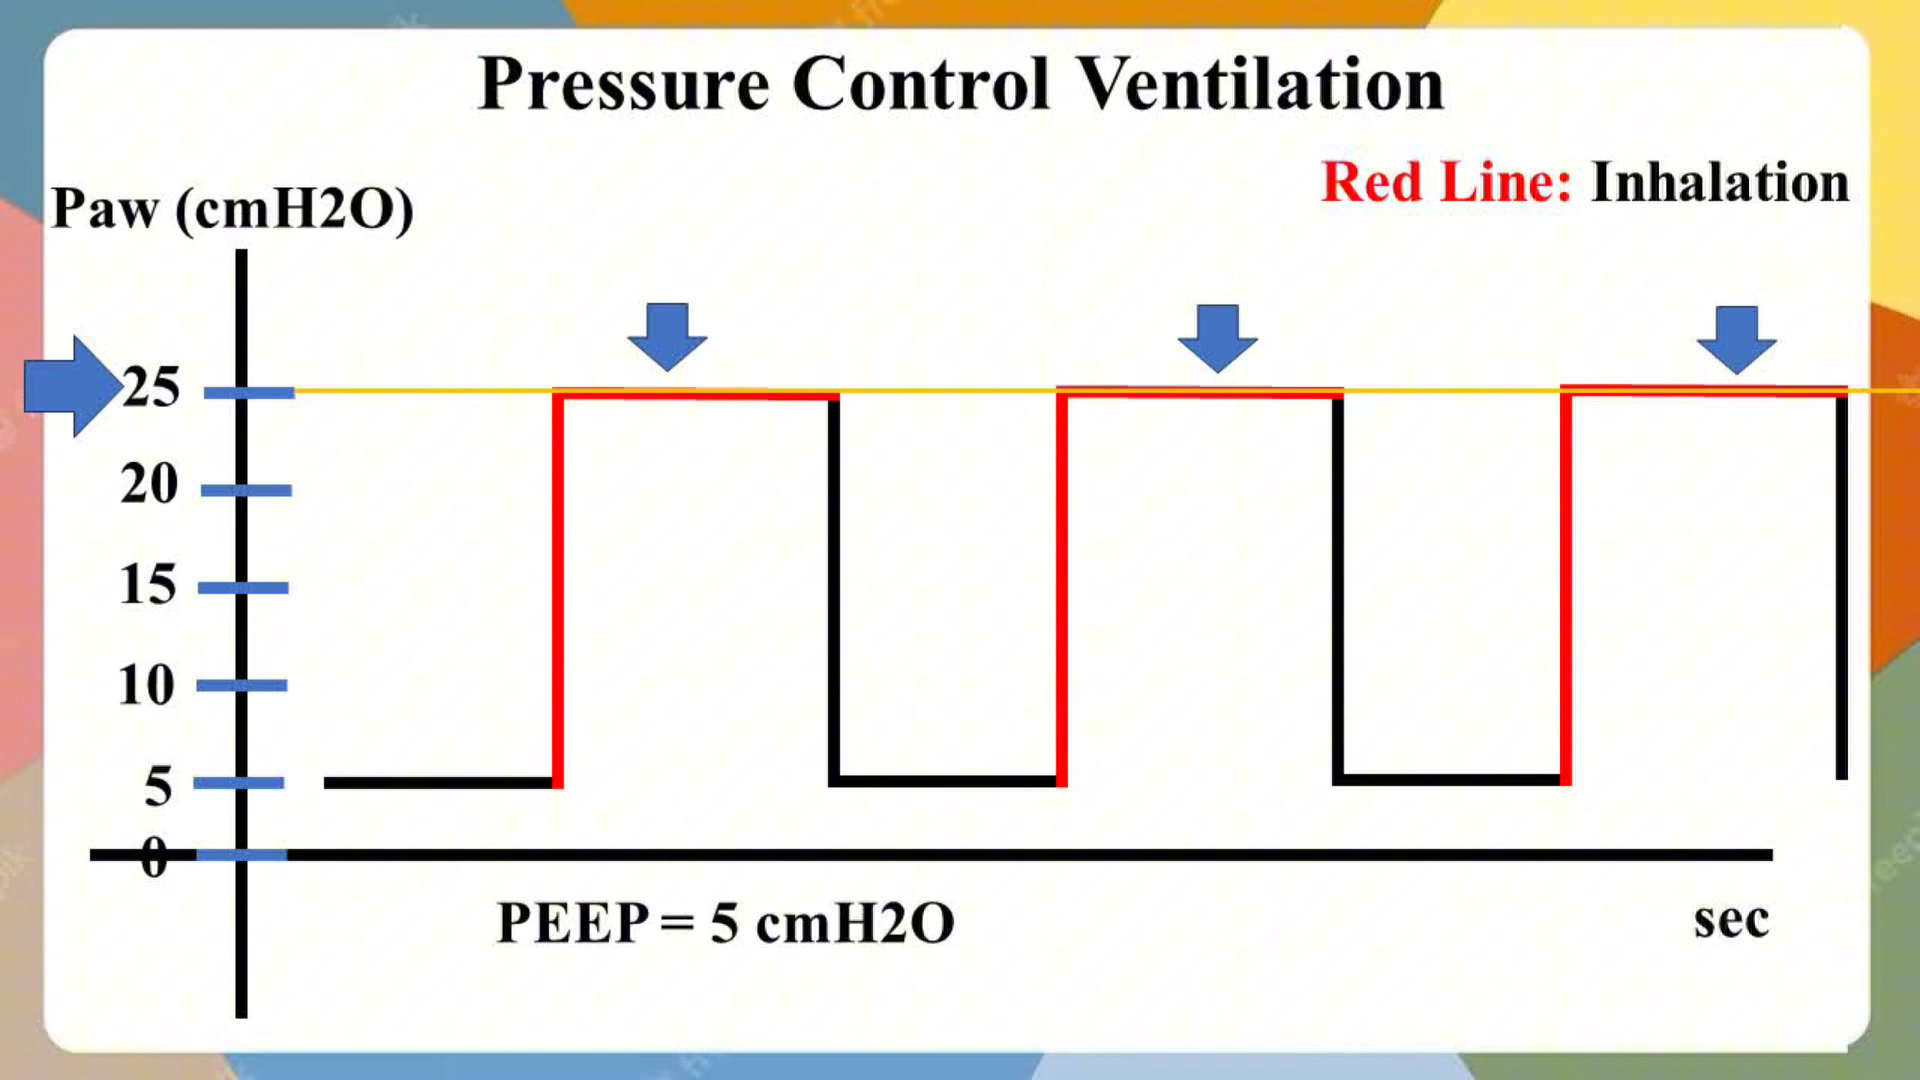 Pressure Control Ventilation
Red Line: Inhalation
Paw (cmH2O)
25
20
15
10
5
0
PEEP = 5 cmH2O
sec